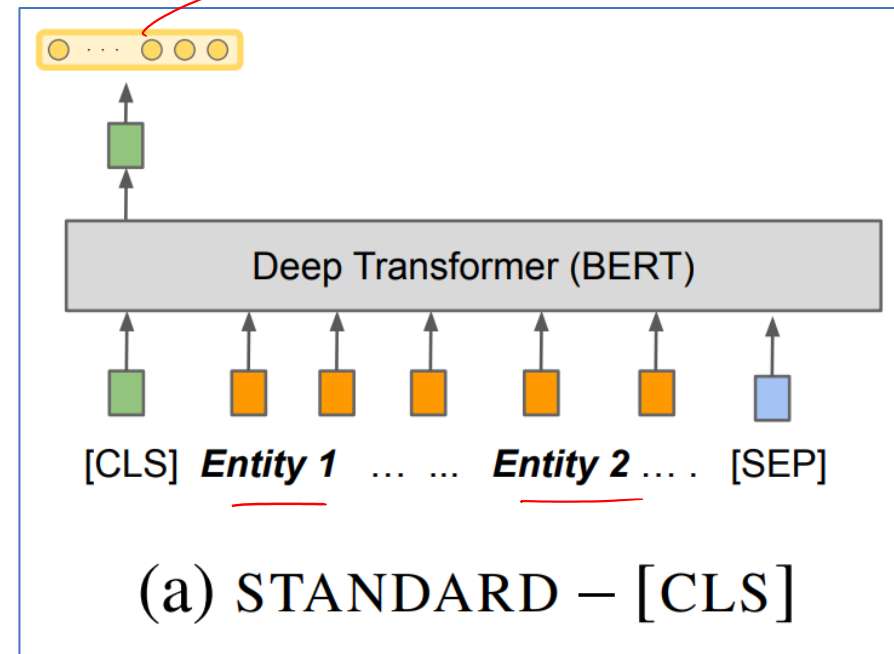 Deep Transformer (BERT)
[CLS] Entity 1 ... ... Entity 2 ... . [SEP]
(a) STANDARD – [CLS]